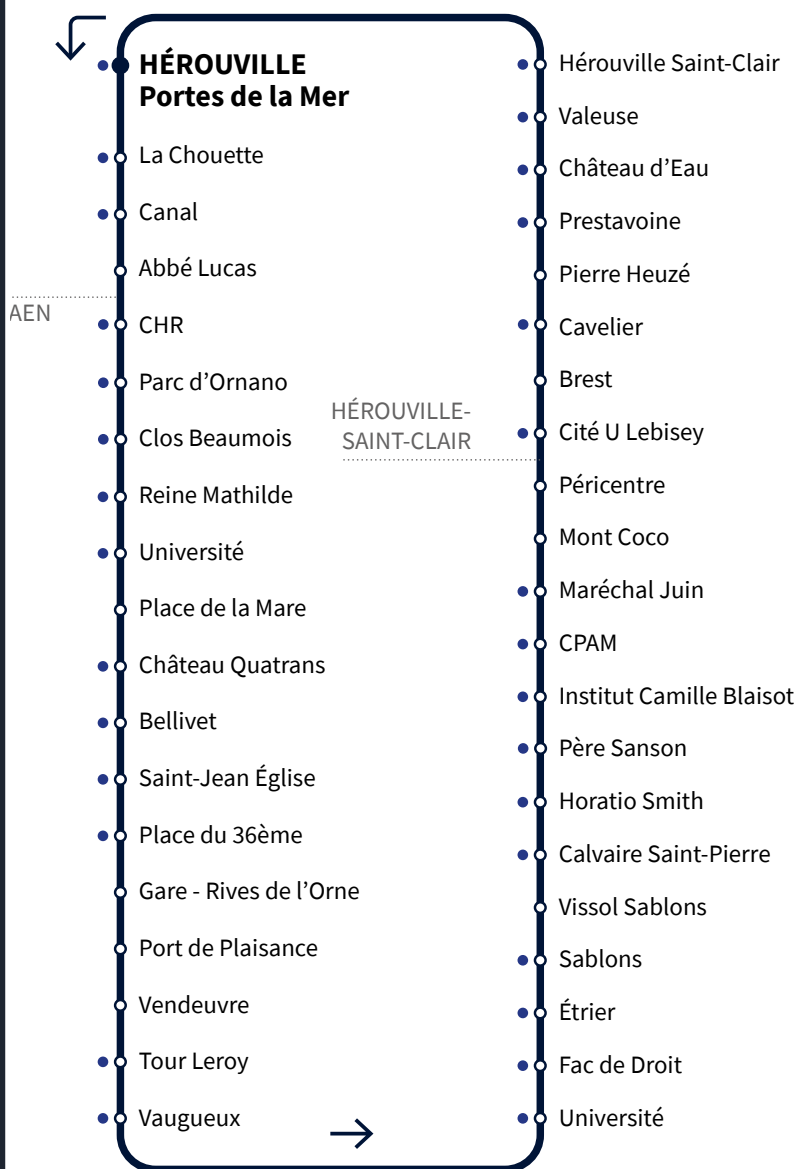 HÉROUVILLE
Portes de la Mer
La Chouette
Canal
Abbé Lucas
AEN
CHR
Parc d’Ornano
Clos Beaumois
Reine Mathilde
Université
Place de la Mare
Château Quatrans
Bellivet
Saint-Jean Église
Place du 36ème
Gare - Rives de l’Orne
Port de Plaisance
Vendeuvre
Tour Leroy
Vaugueux
Hérouville Saint-Clair
Valeuse
Château d’Eau
Prestavoine
Pierre Heuzé
Cavelier
Brest
HÉROUVILLE-
SAINT-CLAIR
Cité U Lebisey
Péricentre
Mont Coco
Maréchal Juin
CPAM
Institut Camille Blaisot
Père Sanson
Horatio Smith
Calvaire Saint-Pierre
Vissol Sablons
Sablons
Étrier
Fac de Droit
Université